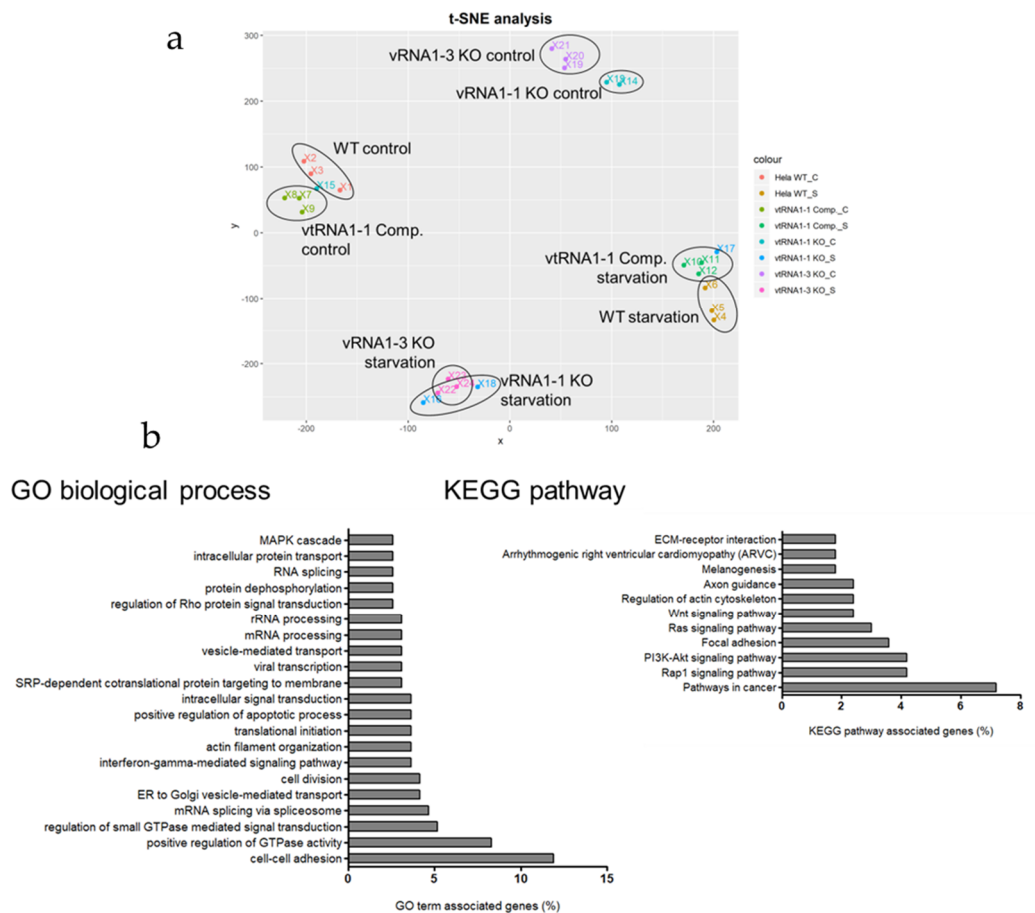 a
t-SNE analysis
300
200
100
0
-100
-200
y
-200
-100
0
100
200
x
X21
X20
X19
X14
vRNA1-3 KO control
vRNA1-1 KO control
WT control
X2
X3
X15
X1
X8
X7
X9
vtRNA1-1 Comp.
control
vtRNA1-1 Comp.
starvation
X17
X10
X11
X12
X6
X5
X4
WT starvation
vRNA1-3 KO
starvation
X23
X24
X22
X18
vRNA1-1 KO
starvation
colour
Hela WT_C
Hela WT_S
vtRNA1-1 Comp._C
vtRNA1-1 Comp._S
vtRNA1-1 KO_C
vtRNA1-1 KO_S
vtRNA1-3 KO_C
vtRNA1-3 KO_S
b
GO biological process
MAPK cascade
intracellular protein transport
RNA splicing
protein dephosphorylation
regulation of Rho protein signal transduction
rRNA processing
mRNA processing
vesicle-mediated transport
viral transcription
SRP-dependent cotranslational protein targeting to membrane
intracellular signal transduction
positive regulation of apoptotic process
translational initiation
actin filament organization
interferon-gamma-mediated signaling pathway
cell division
ER to Golgi vesicle-mediated transport
mRNA splicing via spliceosome
regulation of small GTPase mediated signal transduction
positive regulation of GTPase activity
cell-cell adhesion
0
5
10
15
GO term associated genes (%)
KEGG pathway
ECM-receptor interaction
Arrhythmogenic right ventricular cardiomyopathy (ARVC)
Melanogenesis
Axon guidance
Regulation of actin cytoskeleton
Wnt signaling pathway
Ras signaling pathway
Focal adhesion
PI3K-Akt signaling pathway
Rap1 signaling pathway
Pathways in cancer
0
2
4
6
8
KEGG pathway associated genes (%)